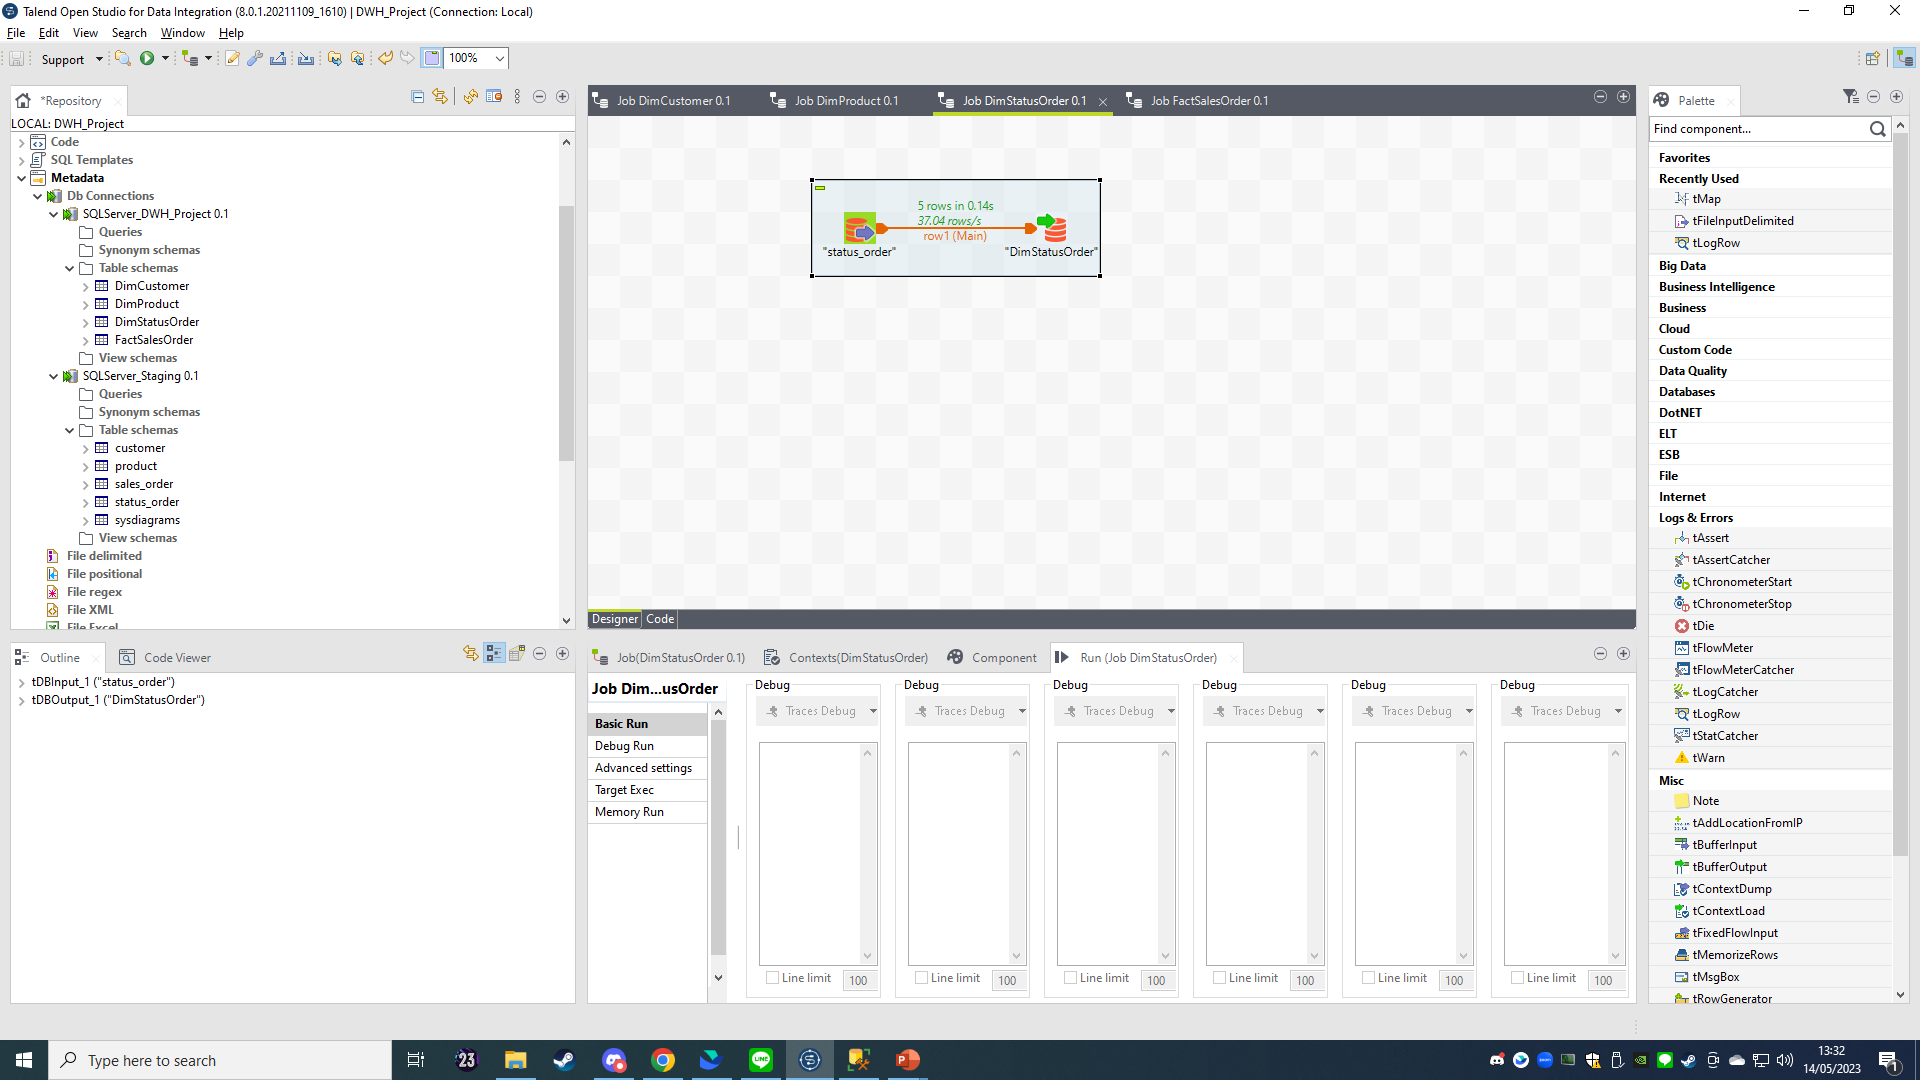 Talend Open Studio for Data Integration (8.0.1.20211109_1610) | DWH_Project (Connection: Local)
File Edit View Search Window Help
Support
100%
*Repository
LOCAL: DWH_Project
Code
SQL Templates
Metadata
Db Connections
SQLServer_DWH_Project 0.1
Queries
Synonym schemas
Table schemas
DimCustomer
DimProduct
DimStatusOrder
FactSalesOrder
View schemas
SQLServer_Staging 0.1
Queries
Synonym schemas
Table schemas
customer
product
sales_order
status_order
sysdiagrams
View schemas
File delimited
File positional
File regex
File XML
File Excel
Outline
Code Viewer
tDBInput_1 ("status_order")
tDBOutput_1 ("DimStatusOrder")
Job DimCustomer 0.1
Job DimProduct 0.1
Job DimStatusOrder 0.1
Job FactSalesOrder 0.1
5 rows in 0.14s
37.04 rows/s
row1 (Main)
"status_order"
"DimStatusOrder"
Designer Code
Job(DimStatusOrder 0.1)
Contexts(DimStatusOrder)
Component
Run (Job DimStatusOrder)
Job Dim...usOrder
Basic Run
Debug Run
Advanced settings
Target Exec
Memory Run
Debug Debug Debug Debug Debug Debug
Traces Debug Traces Debug Traces Debug Traces Debug Traces Debug Traces Debug
Line limit 100 Line limit 100 Line limit 100 Line limit 100 Line limit 100 Line limit 100
Palette
Find component...
Favorites
Recently Used
tMap
tFileInputDelimited
tLogRow
Big Data
Business Intelligence
Business
Cloud
Custom Code
Data Quality
Databases
DotNET
ELT
ESB
File
Internet
Logs & Errors
tAssert
tAssertCatcher
tChronometerStart
tChronometerStop
tDie
tFlowMeter
tFlowMeterCatcher
tLogCatcher
tLogRow
tStatCatcher
tWarn
Misc
Note
tAddLocationFromIP
tBufferInput
tBufferOutput
tContextDump
tContextLoad
tFixedFlowInput
tMemorizeRows
tMsgBox
tRowGenerator
Type here to search
'23
LINE
zoom
13:32
14/05/2023
1